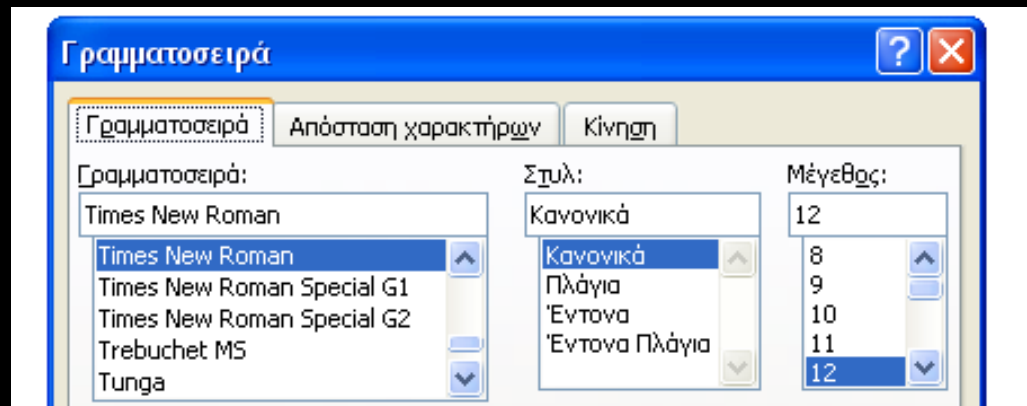 Γραμματοσειρά
Γραμματοσειρά Απόσταση χαρακτήρων Κίνηση
Γραμματοσειρά: Στυλ: Μέγεθος:
Times New Roman Κανονικά 12
Times New Roman Κανονικά 8
Times New Roman Special G1 Πλάγια 9
Times New Roman Special G2 Έντονα 10
Trebuchet MS Έντονα Πλάγια 11
Tunga 12